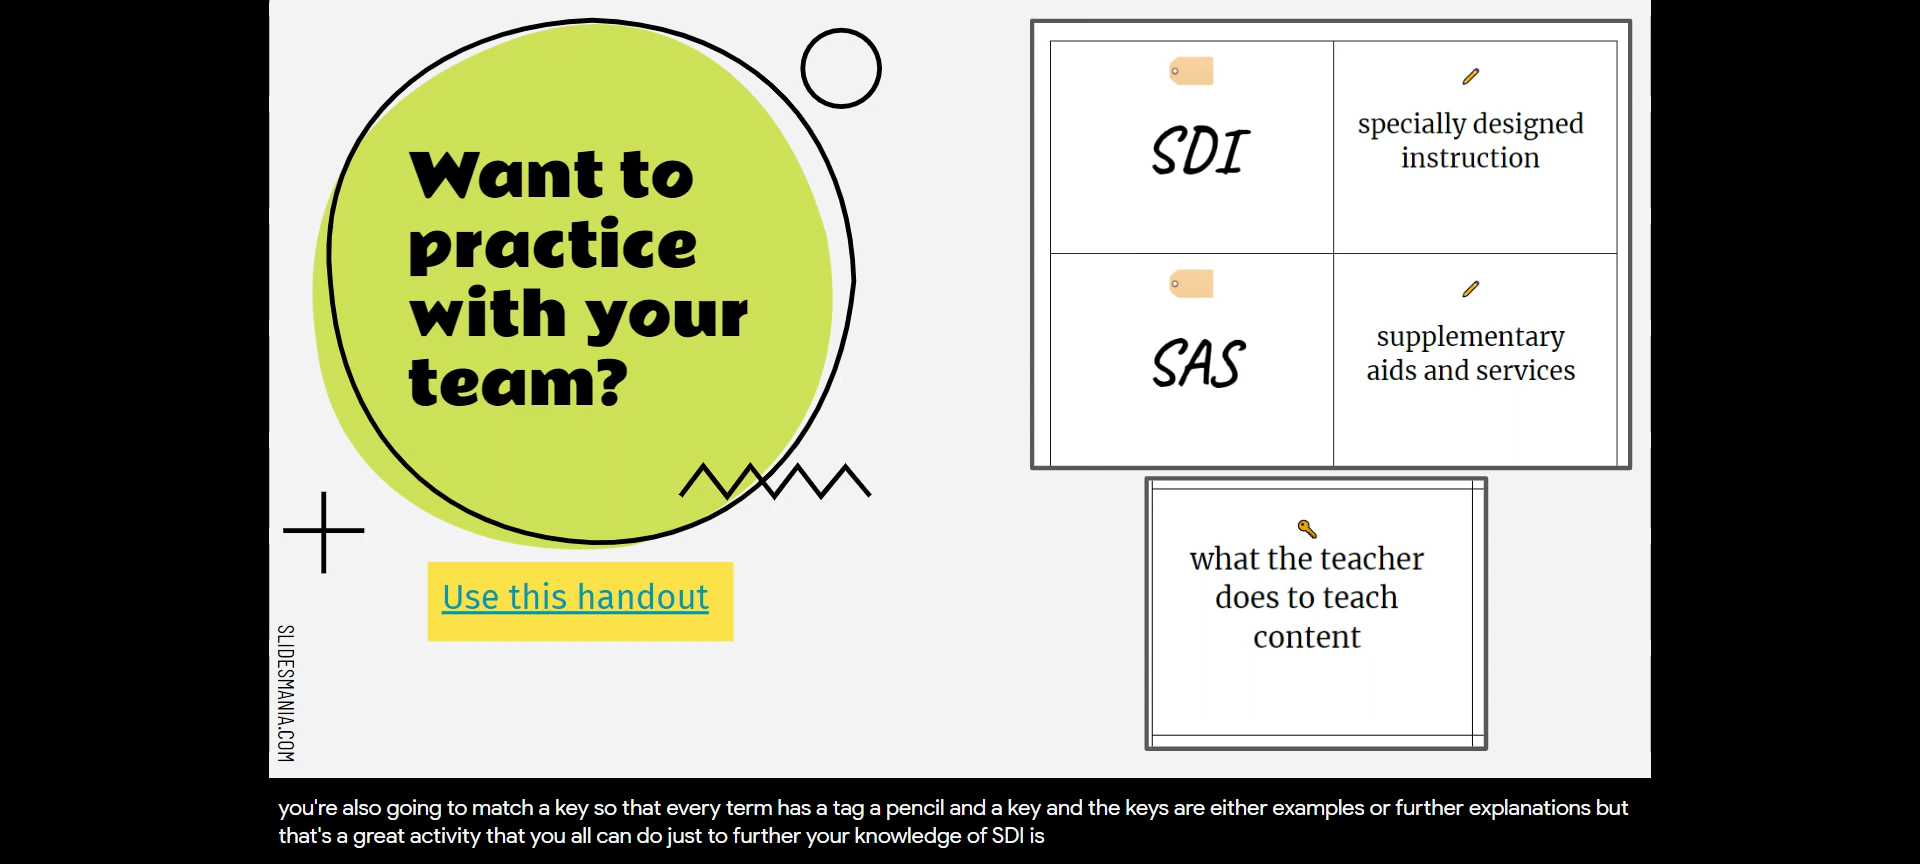 Want to
practice
with your
team?
Use this handout
SLIDESMANIA.COM
SDI
specially designed
instruction
SAS
supplementary
aids and services
what the teacher
does to teach
content
you're also going to match a key so that every term has a tag a pencil and a key and the keys are either examples or further explanations but
that's a great activity that you all can do just to further your knowledge of SDI is